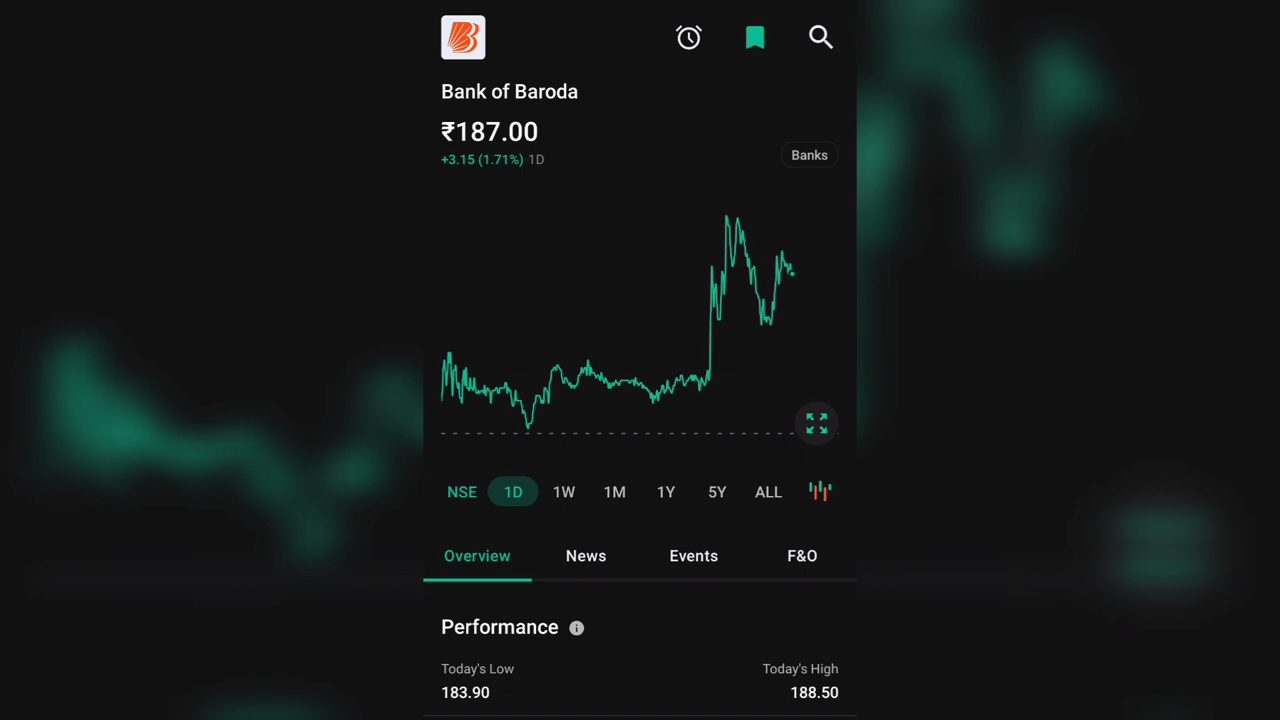 Bank of Baroda
₹187.00
+3.15 (1.71%) 1D
Banks
NSE 1D 1W 1M 1Y 5Y ALL
Overview News Events F&O
Performance
Today's Low Today's High
183.90 188.50